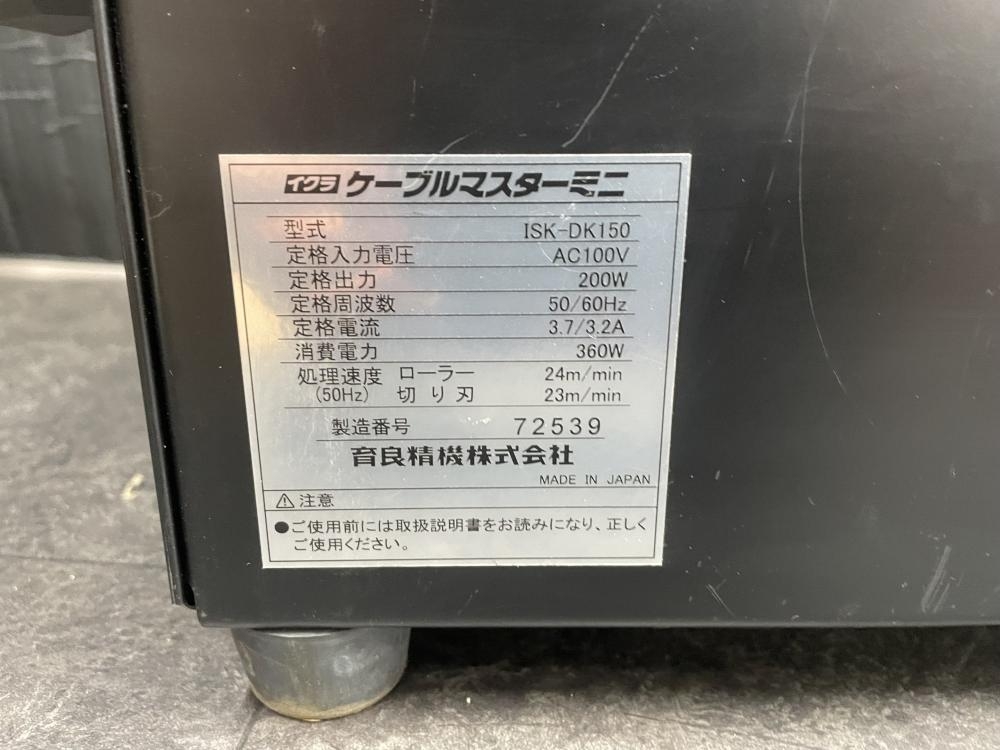 イクラ ケーブルマスターミニ
型式 ISK-DK150
定格入力電圧 AC100V
定格出力 200W
定格周波数 50/60Hz
定格電流 3.7/3.2A
消費電力 360W
処理速度 ローラー 24m/min
(50Hz) 切り刃 23m/min
製造番号 72539
育良精機株式会社
MADE IN JAPAN
⚠注意
●ご使用前には取扱説明書をお読みになり、正しく
ご使用ください。